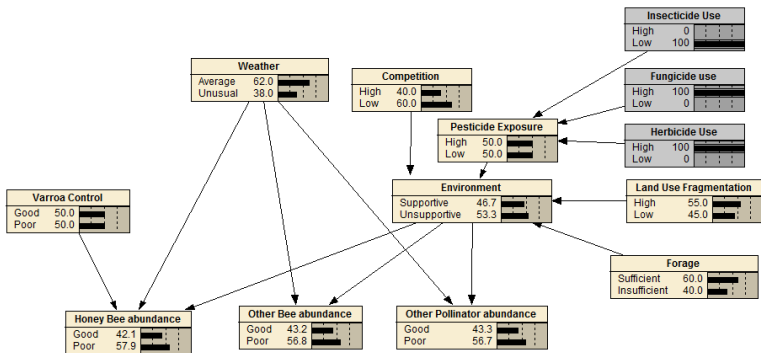 Insecticide Use
High 0
Low 100
Weather
Average 62.0
Unusual 38.0
Competition
High 40.0
Low 60.0
Fungicide use
High 100
Low 0
Pesticide Exposure
High 50.0
Low 50.0
Herbicide Use
High 100
Low 0
Varroa Control
Good 50.0
Poor 50.0
Environment
Supportive 46.7
Unsupportive 53.3
Land Use Fragmentation
High 55.0
Low 45.0
Forage
Sufficient 60.0
Insufficient 40.0
Honey Bee abundance
Good 42.1
Poor 57.9
Other Bee abundance
Good 43.2
Poor 56.8
Other Pollinator abundance
Good 43.3
Poor 56.7